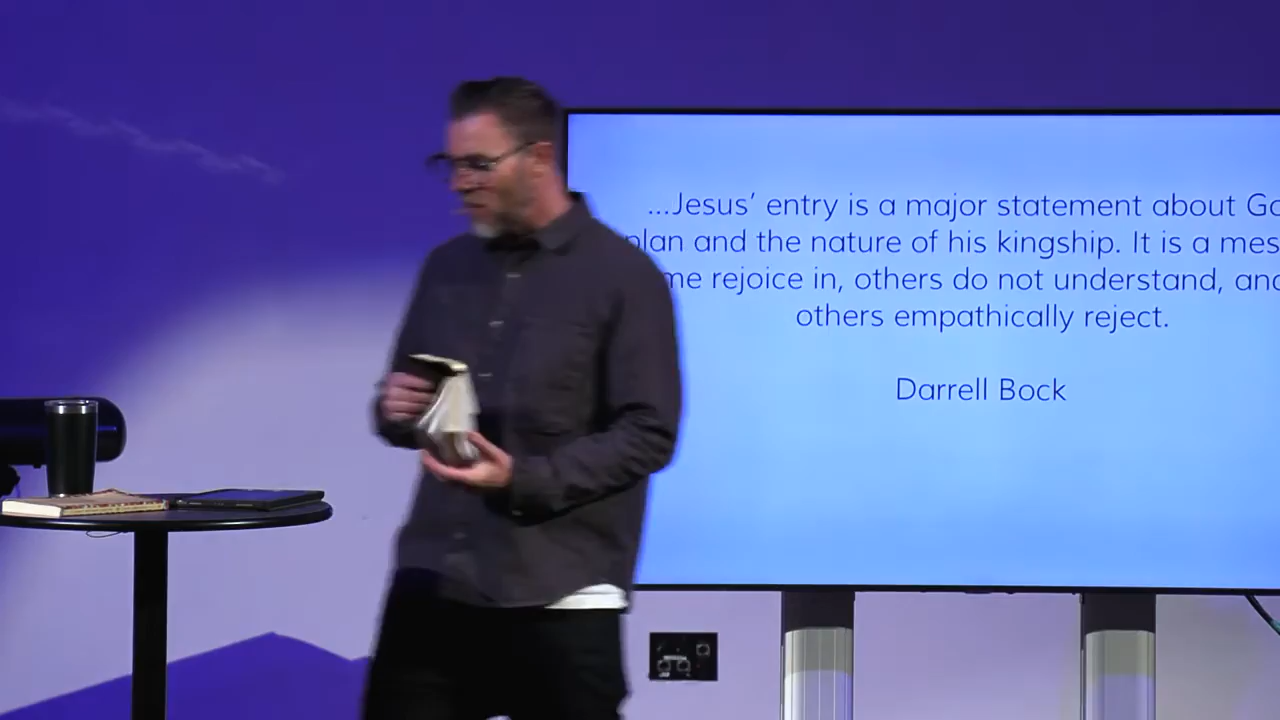 ...Jesus’ entry is a major statement about Go
plan and the nature of his kingship. It is a mes
me rejoice in, others do not understand, and
others empathically reject.
Darrell Bock